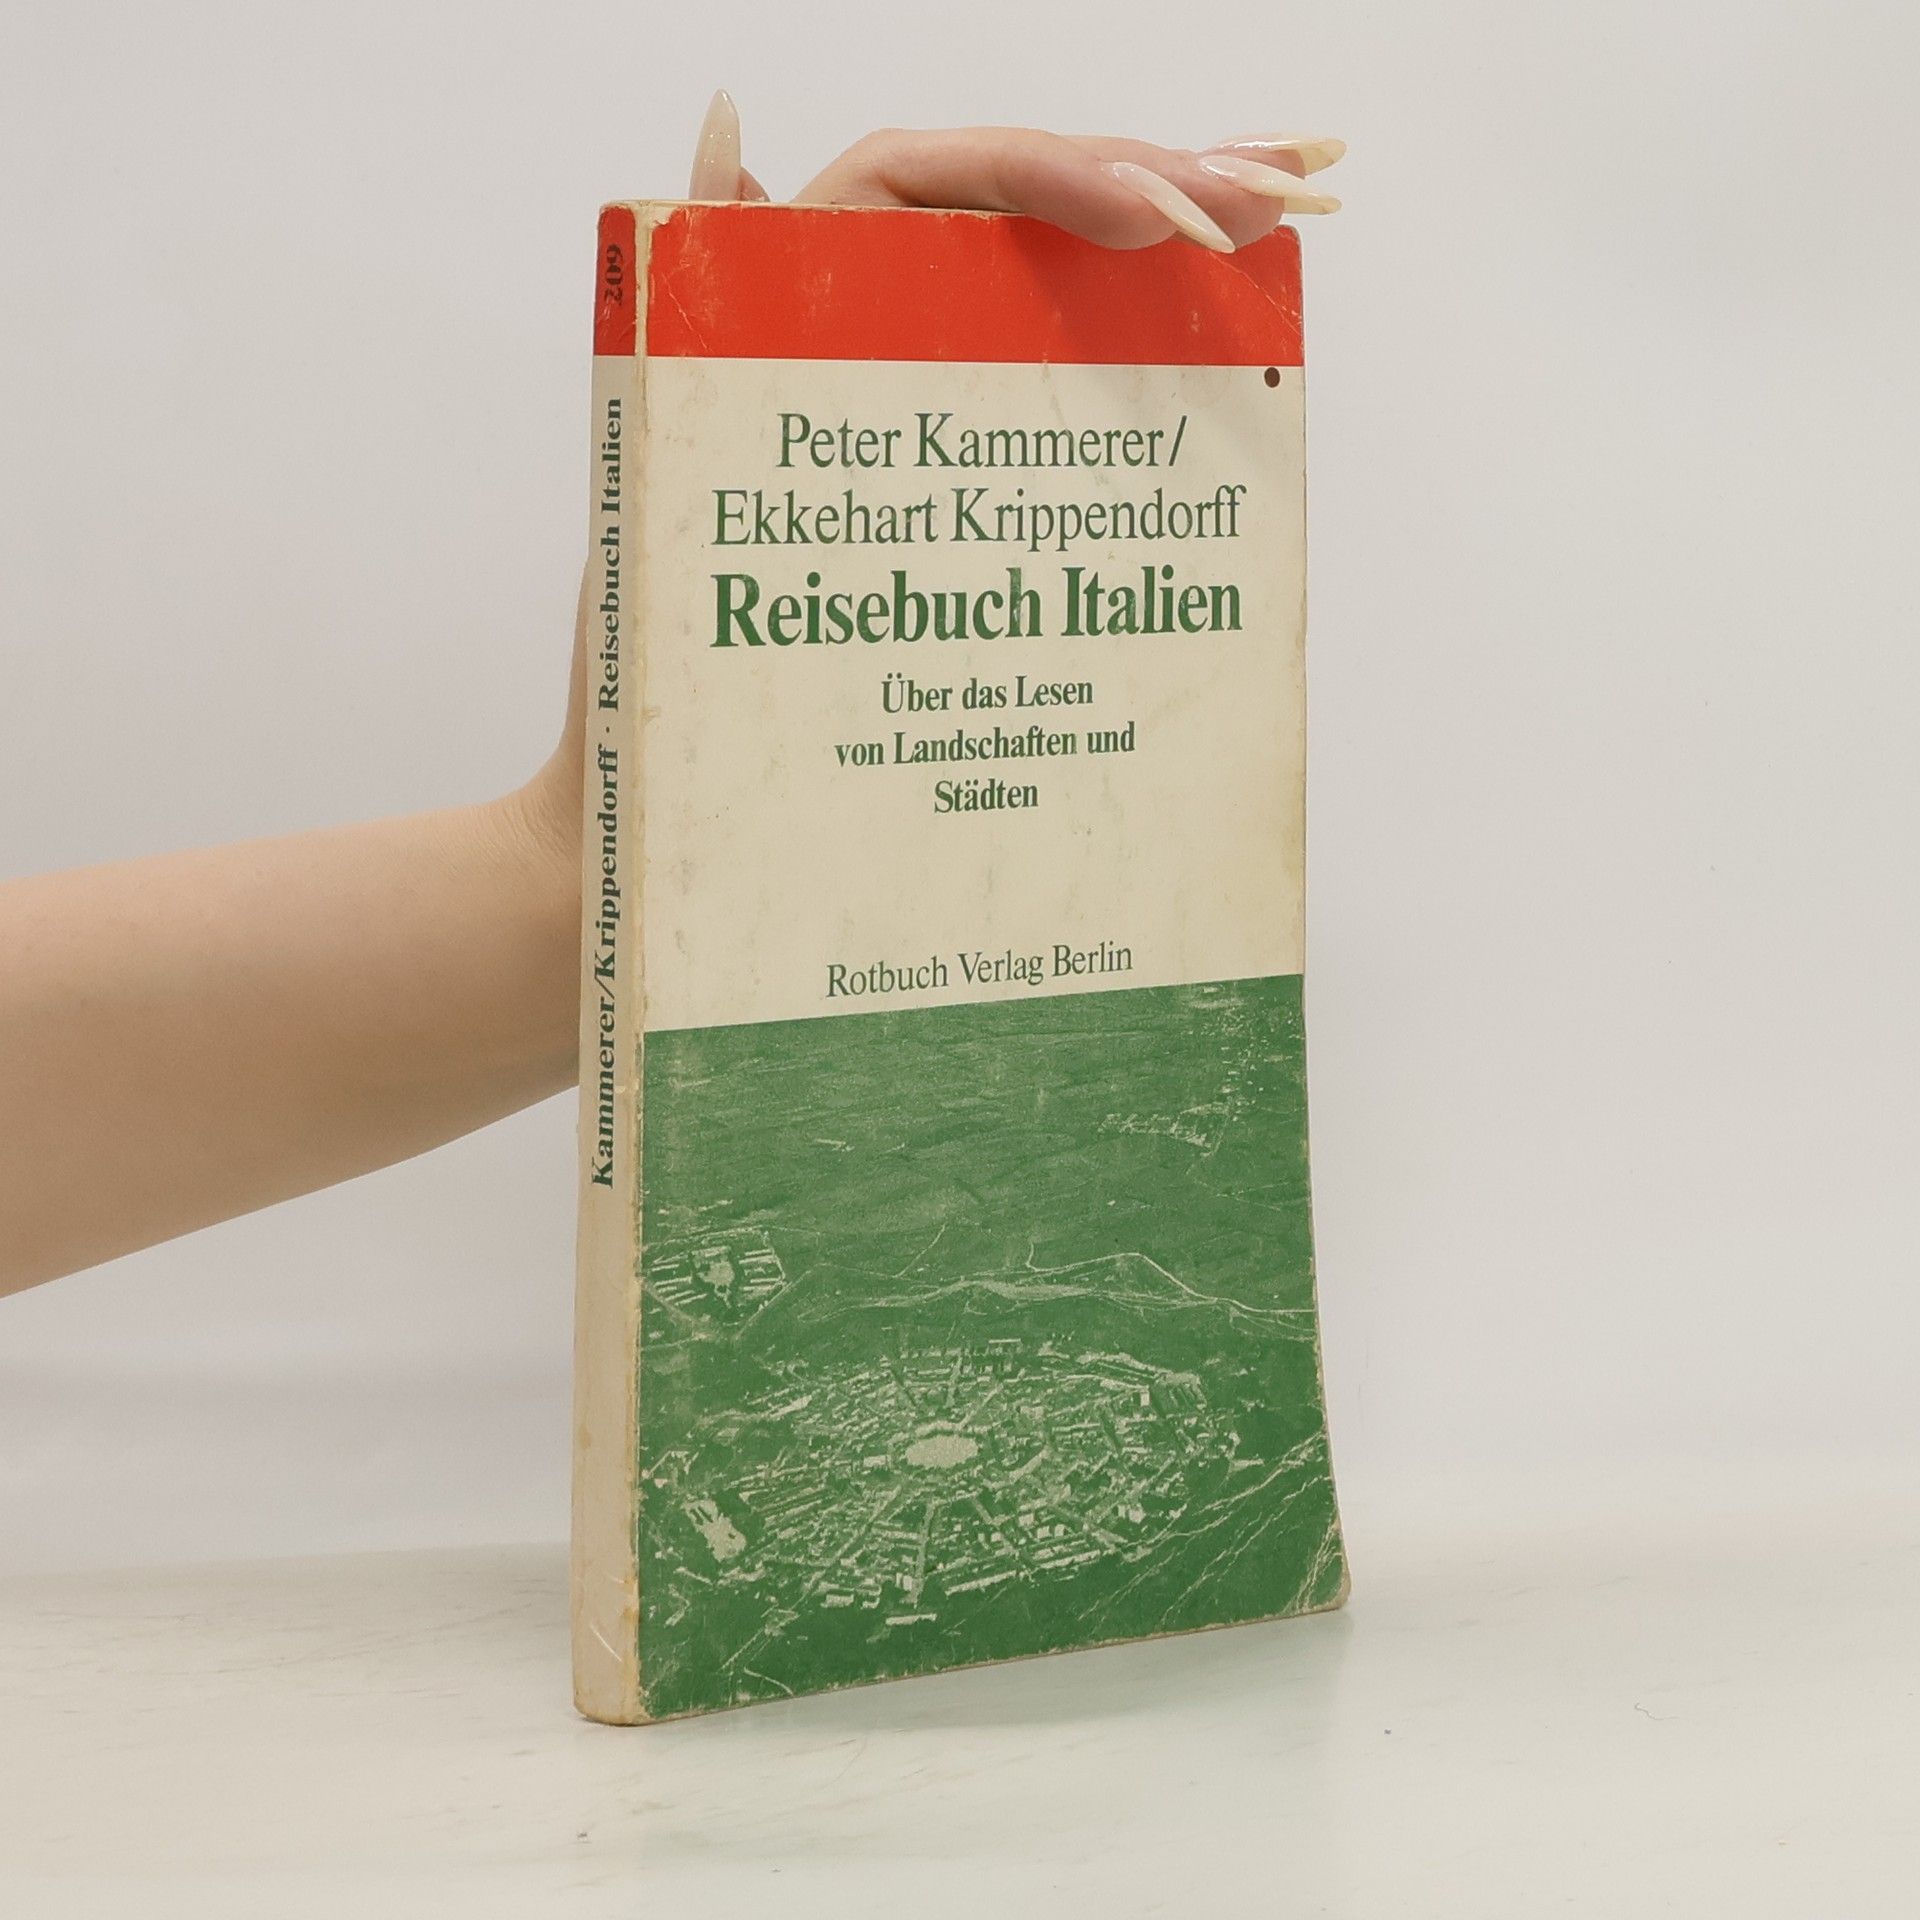 209
Kammerer/Krippendorff · Reisebuch Italien
Peter Kammerer/
Ekkehart Krippendorff
Reisebuch Italien
Über das Lesen
von Landschaften und
Städten
Rotbuch Verlag Berlin